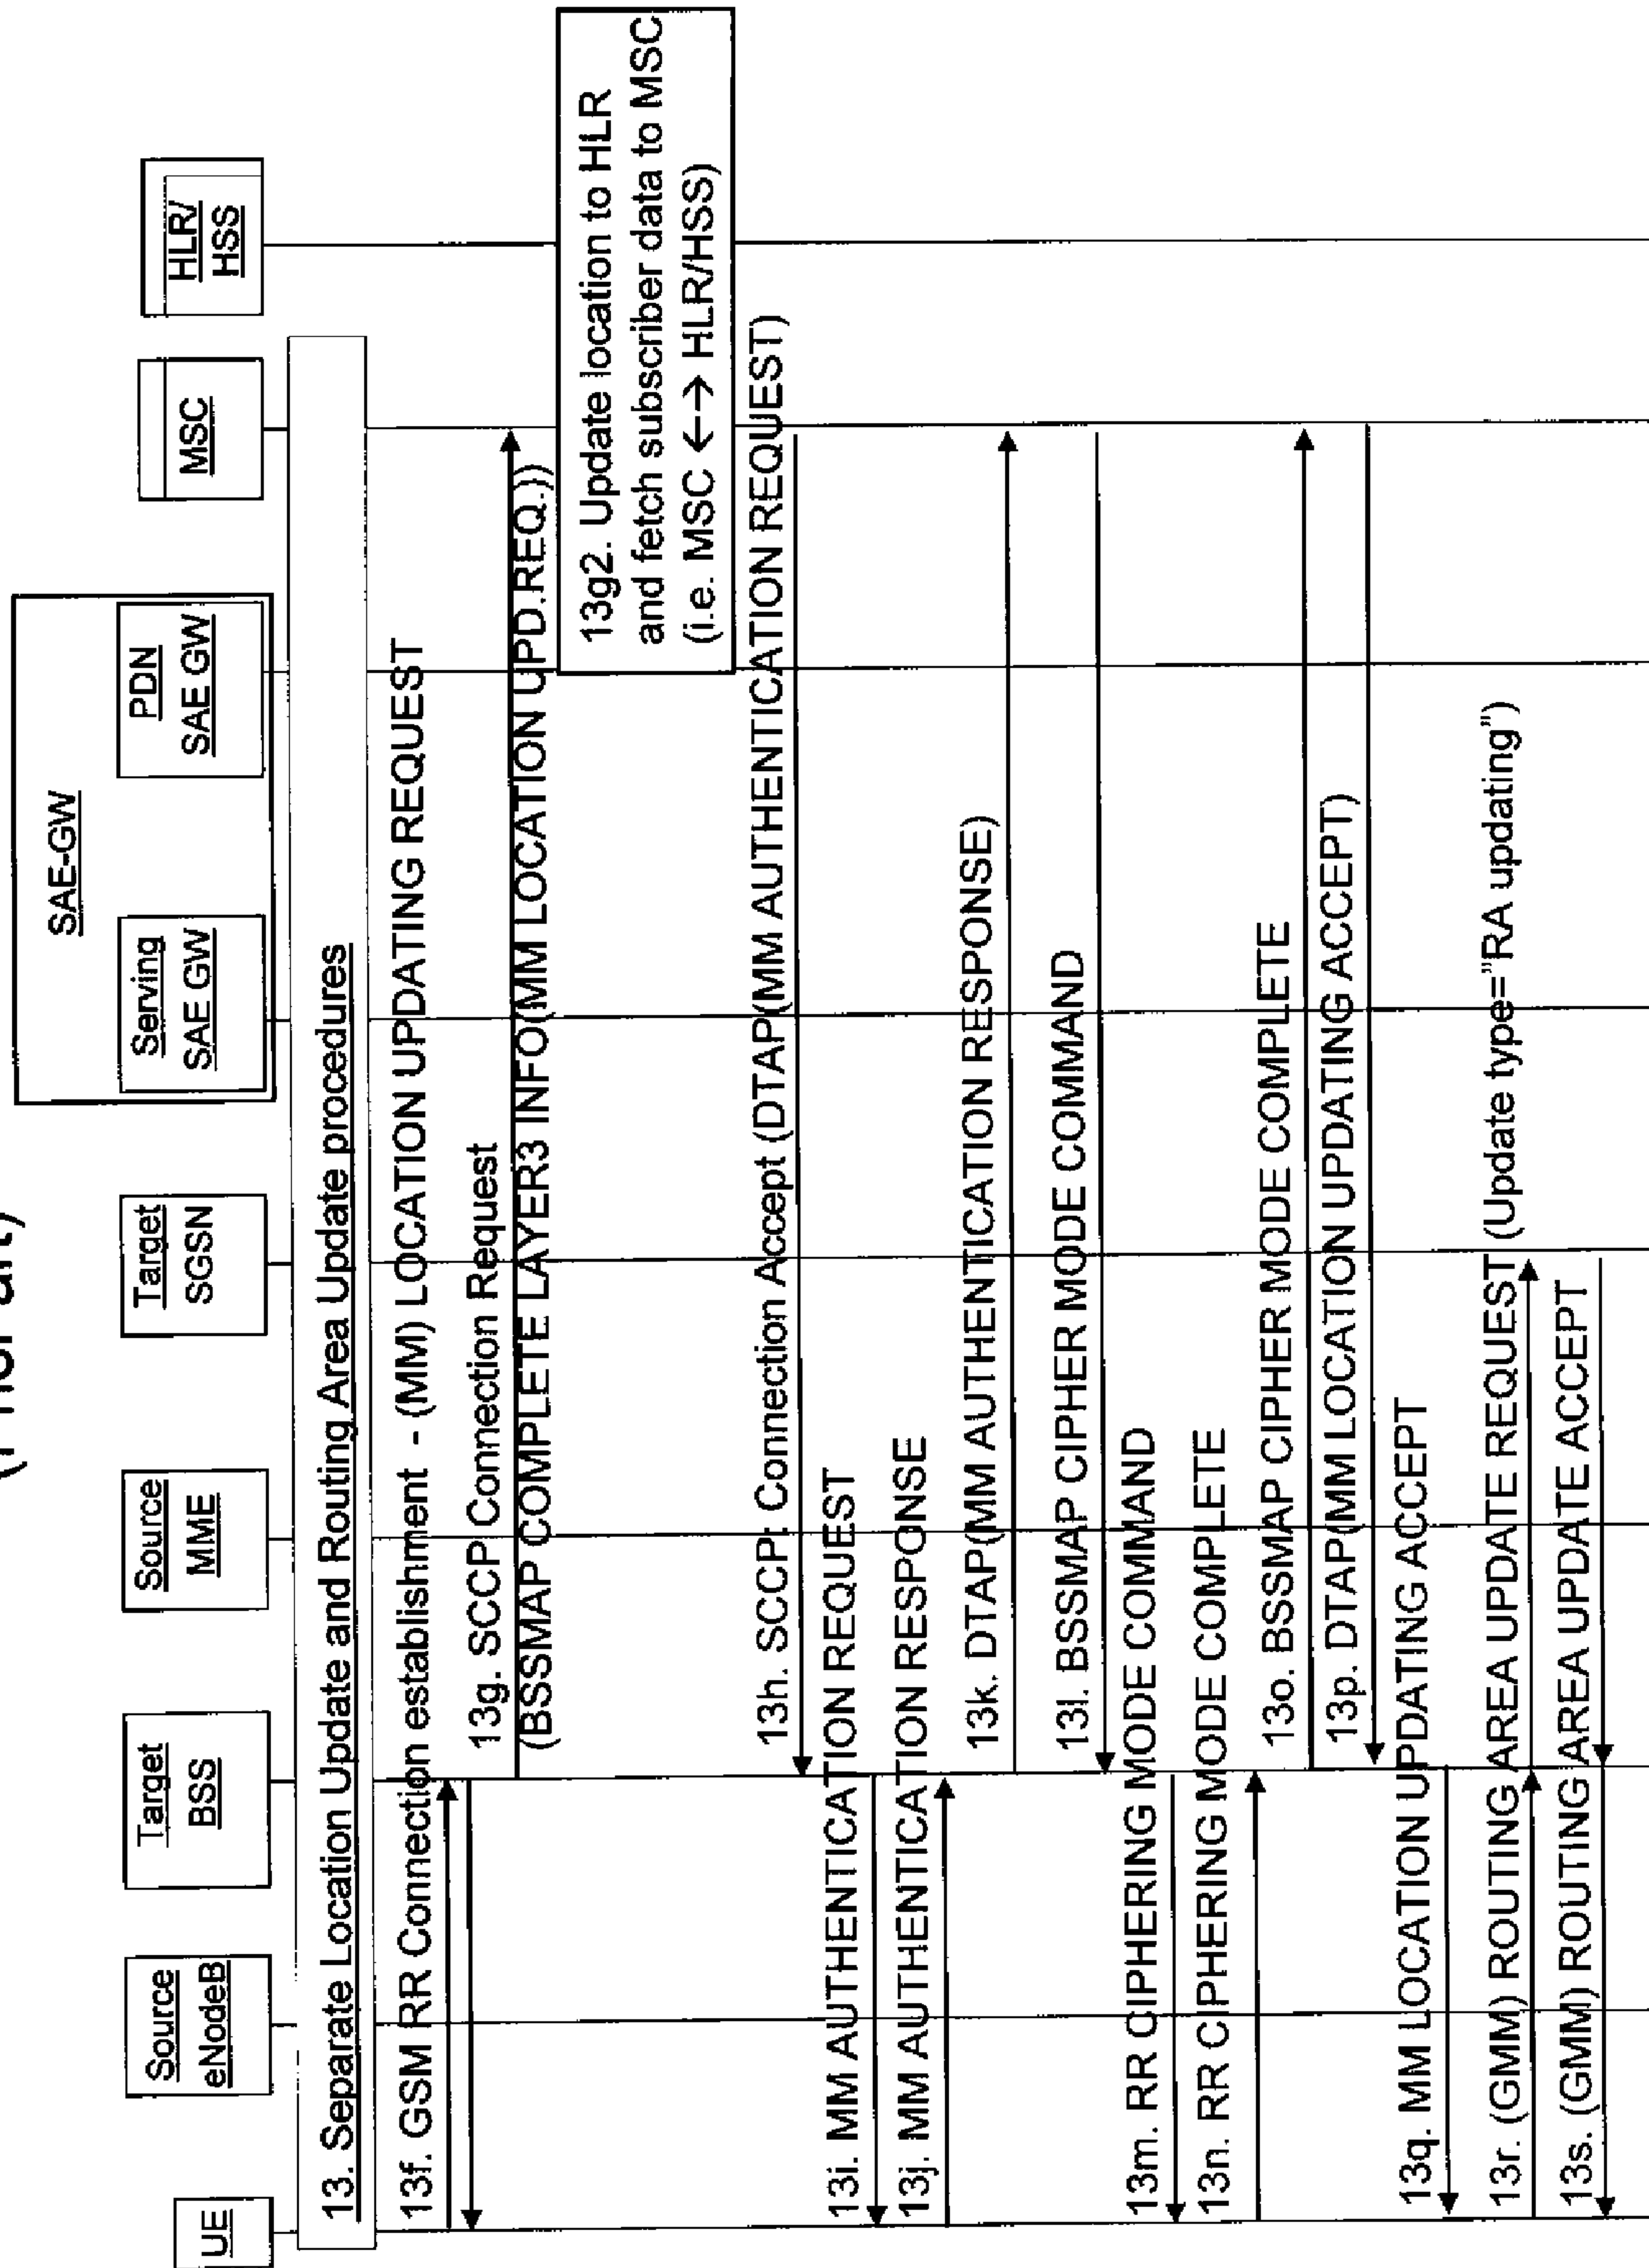 (Prior art)
SAE-GW
UE
Source
eNodeB
Target
BSS
Source
MME
Target
SGSN
Serving
SAE GW
PDN
SAE GW
MSC
HLR/
HSS
13. Separate Location Update and Routing Area Update procedures
13f. GSM RR Connection establishment - (MM) LOCATION UPDATING REQUEST
13g. SCCP: Connection Request
(BSSMAP COMPLETE LAYER3 INFO(MM LOCATION UPD.REQ.))
13g2. Update location to HLR
and fetch subscriber data to MSC
(i.e. MSC ←→ HLR/HSS)
13h. SCCP: Connection Accept (DTAP(MM AUTHENTICATION REQUEST)
13i. MM AUTHENTICATION REQUEST
13j. MM AUTHENTICATION RESPONSE
13k. DTAP(MM AUTHENTICATION RESPONSE)
13l. BSSMAP CIPHER MODE COMMAND
13m. RR CIPHERING MODE COMMAND
13n. RR CIPHERING MODE COMPLETE
13o. BSSMAP CIPHER MODE COMPLETE
13p. DTAP(MM LOCATION UPDATING ACCEPT)
13q. MM LOCATION UPDATING ACCEPT
13r. (GMM) ROUTING AREA UPDATE REQUEST (Update type="RA updating")
13s. (GMM) ROUTING AREA UPDATE ACCEPT